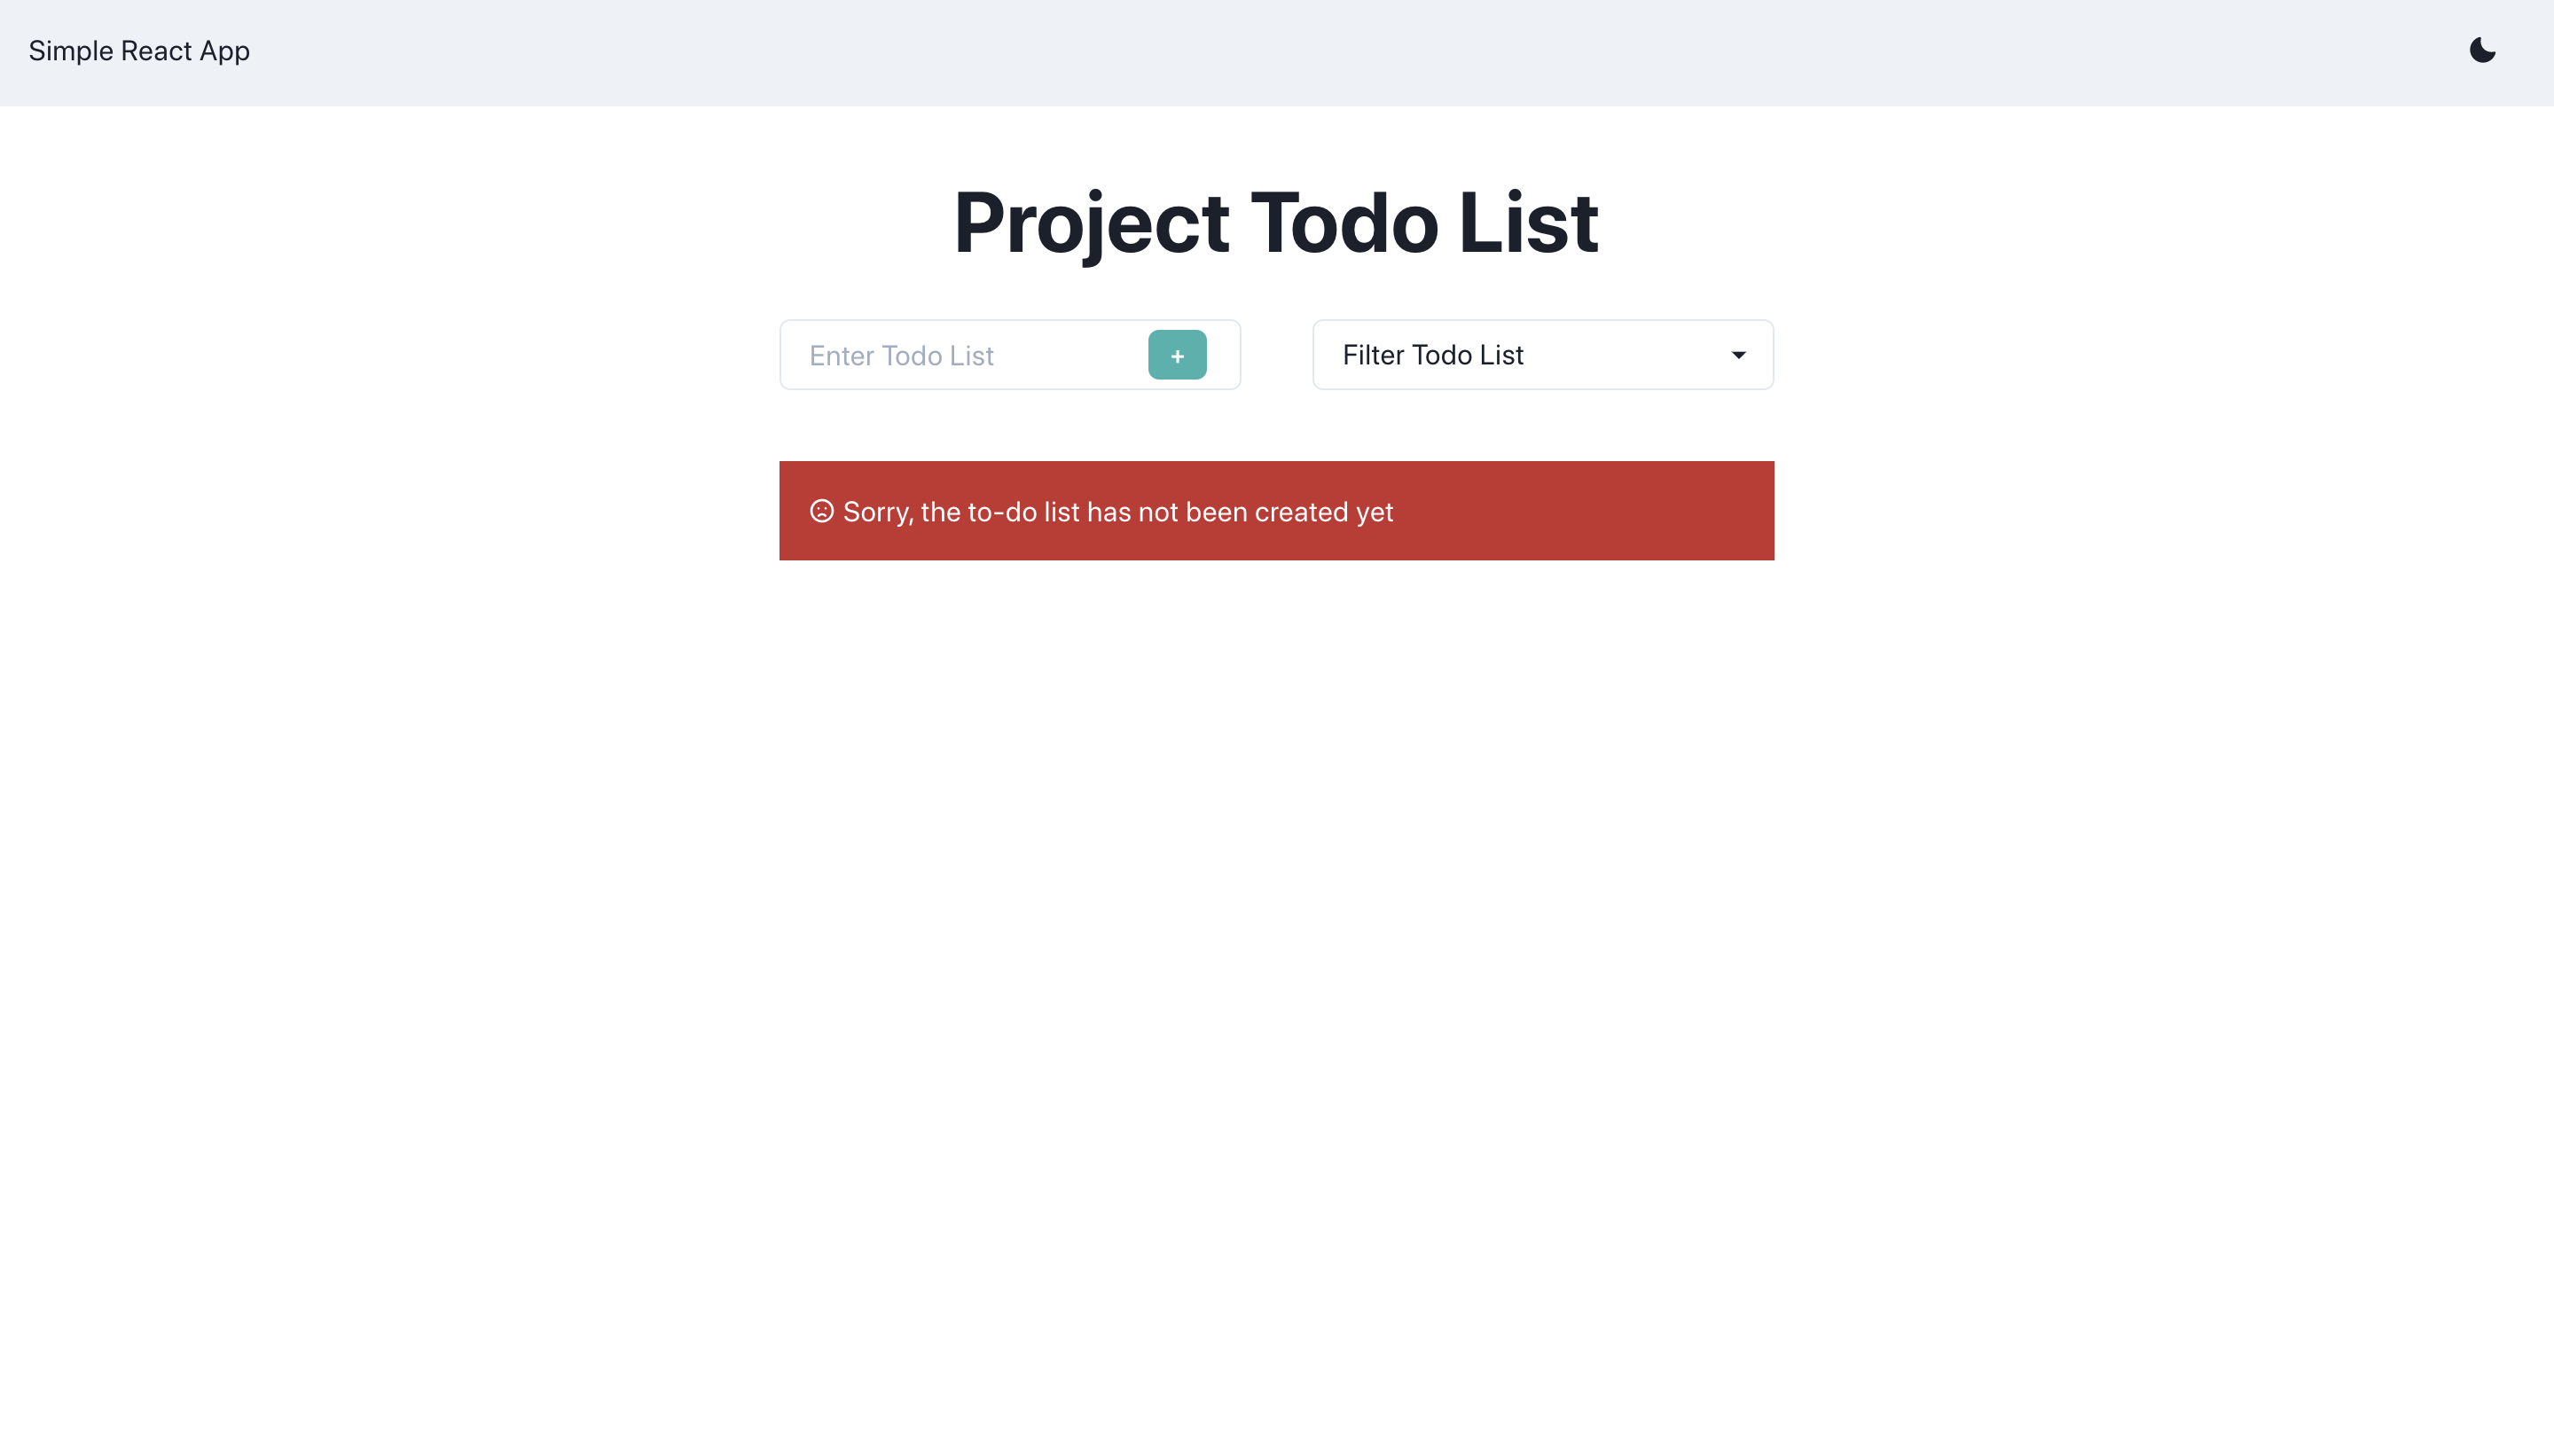 Simple React App
Project Todo List
Enter Todo List
+
Filter Todo List
Sorry, the to-do list has not been created yet